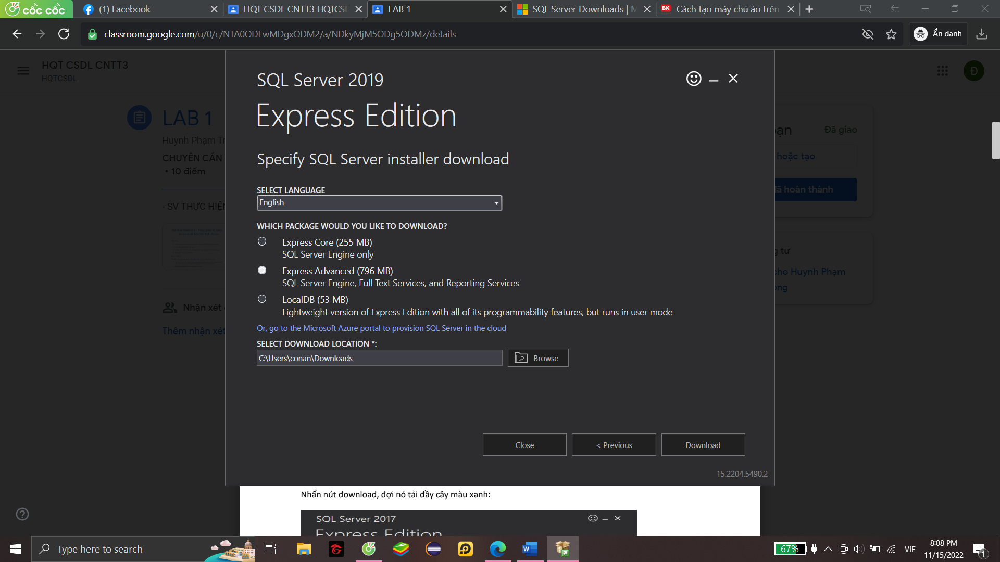 cốc cốc
(1) Facebook
HQT CSDL CNTT3 HQTCSD
LAB 1
SQL Server Downloads | M
BK
Cách tạo máy chủ ảo trên
classroom.google.com/u/0/c/NTA0ODEwMDgxODM2/a/NDkyMjM5ODg5ODMz/details
Ẩn danh
HQT CSDL CNTT3
HQTCSDL
Đ
LAB 1
Huynh Phạm Tr
CHUYÊN CẦN
• 10 điểm
- SV THỰC HIỆN
Nhận xét
Thêm nhận xét
ạn
Đã giao
hoặc tạo
hoàn thành
tư
cho Huynh Phạm
SQL Server 2019
Express Edition
Specify SQL Server installer download
SELECT LANGUAGE
English
WHICH PACKAGE WOULD YOU LIKE TO DOWNLOAD?
Express Core (255 MB)
SQL Server Engine only
Express Advanced (796 MB)
SQL Server Engine, Full Text Services, and Reporting Services
LocalDB (53 MB)
Lightweight version of Express Edition with all of its programmability features, but runs in user mode
Or, go to the Microsoft Azure portal to provision SQL Server in the cloud
SELECT DOWNLOAD LOCATION *:
C:\Users\conan\Downloads
Browse
Close
< Previous
Download
15.2204.5490.2
Nhấn nút download, đợi nó tải đầy cây màu xanh:
SQL Server 2017
Express Edition
Type here to search
67%
VIE
8:08 PM
11/15/2022
1